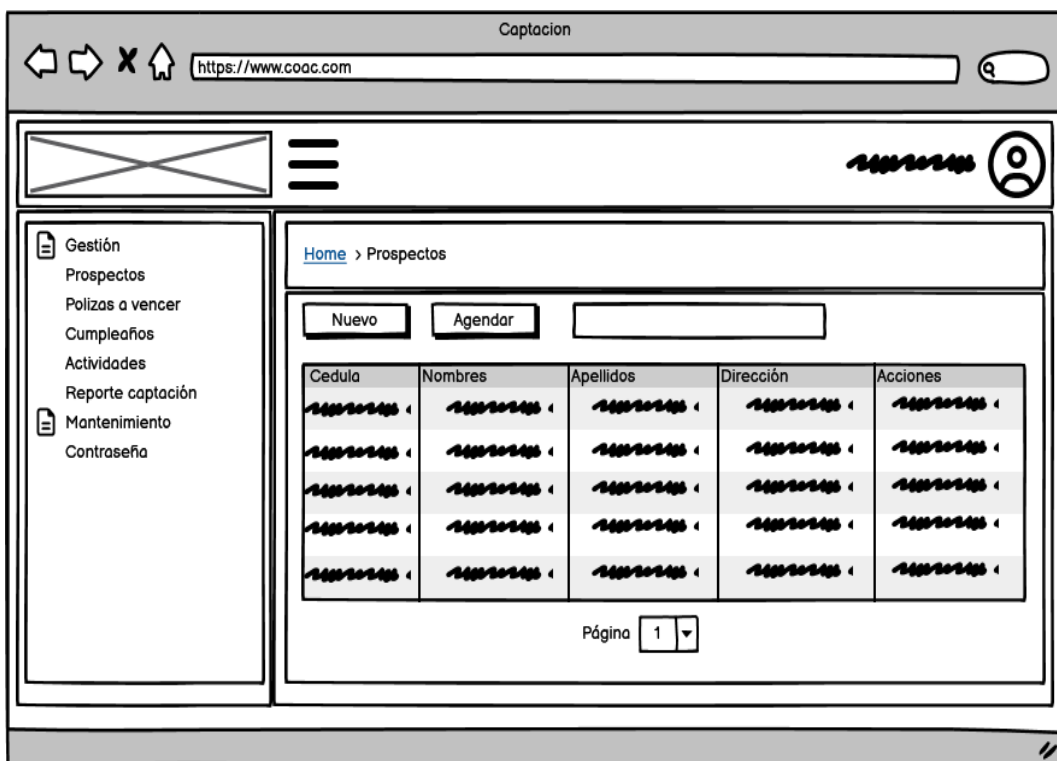 Captacion
https://www.coac.com
Gestión
Prospectos
Polizas a vencer
Cumpleaños
Actividades
Reporte captación
Mantenimiento
Contraseña
Home > Prospectos
Nuevo Agendar
Cedula Nombres Apellidos Dirección Acciones
Página 1